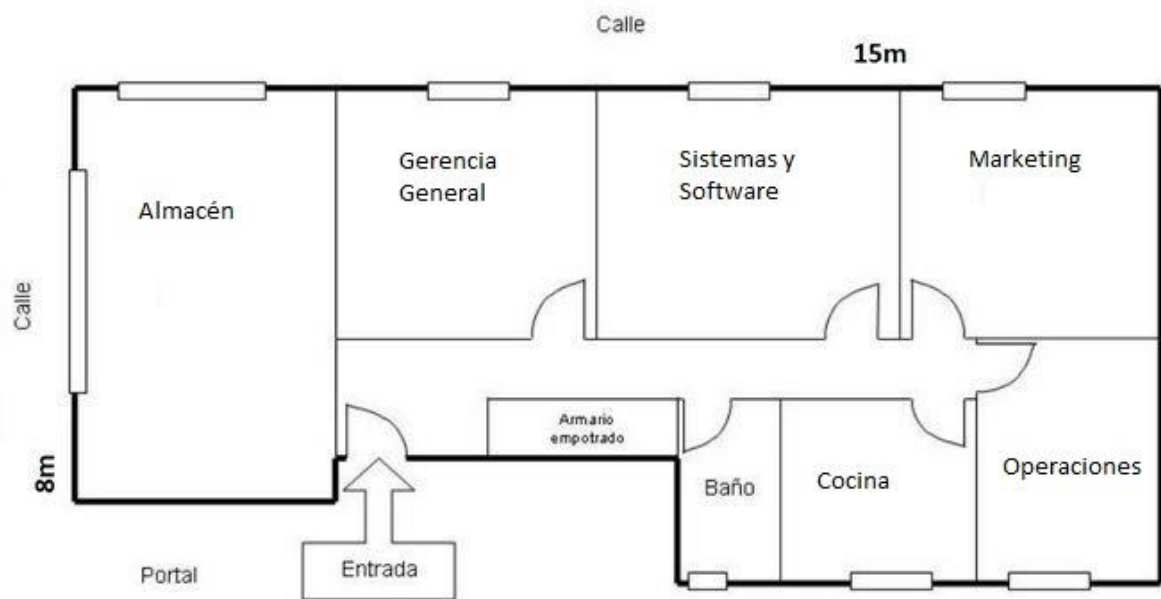 Calle
15m
Gerencia
General
Sistemas y
Software
Marketing
Almacén
Calle
Armario
empotrado
8m
Baño
Cocina
Operaciones
Portal
Entrada